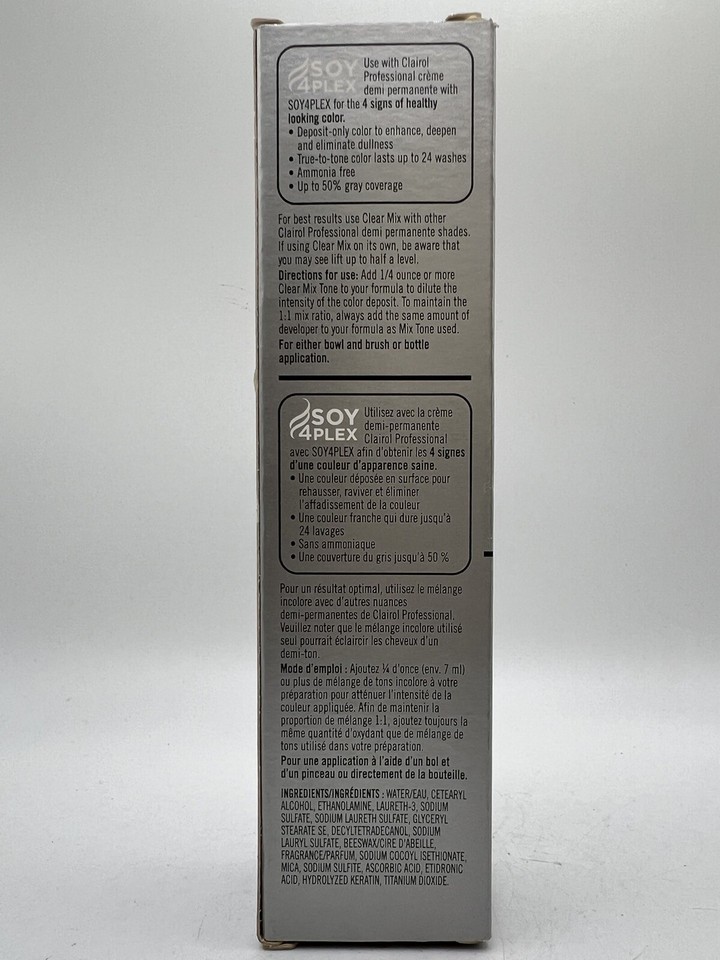 SOY
4PLEX
Use with Clairol
Professional crème
demi permanente with
SOY4PLEX for the 4 signs of healthy
looking color.
• Deposit-only color to enhance, deepen
and eliminate dullness
• True-to-tone color lasts up to 24 washes
• Ammonia free
• Up to 50% gray coverage
For best results use Clear Mix with other
Clairol Professional demi permanente shades.
If using Clear Mix on its own, be aware that
you may see lift up to half a level.
Directions for use: Add 1/4 ounce or more
Clear Mix Tone to your formula to dilute the
intensity of the color deposit. To maintain the
1:1 mix ratio, always add the same amount of
developer to your formula as Mix Tone used.
For either bowl and brush or bottle
application.
SOY
4PLEX
Utilisez avec la crème
demi-permanente
Clairol Professional
avec SOY4PLEX afin d'obtenir les 4 signes
d'une couleur d'apparence saine.
• Une couleur déposée en surface pour
rehausser, raviver et éliminer
l'affadissement de la couleur
• Une couleur franche qui dure jusqu'à
24 lavages
• Sans ammoniaque
• Une couverture du gris jusqu'à 50 %
Pour un résultat optimal, utilisez le mélange
incolore avec d'autres nuances
demi-permanentes de Clairol Professional.
Veuillez noter que le mélange incolore utilisé
seul pourrait éclaircir les cheveux d'un
demi-ton.
Mode d'emploi : Ajoutez ¼ d'once (env. 7 ml)
ou plus de mélange de tons incolore à votre
préparation pour atténuer l'intensité de la
couleur appliquée. Afin de maintenir la
proportion de mélange 1:1, ajoutez toujours la
même quantité d'oxydant que de mélange de
tons utilisé dans votre préparation.
Pour une application à l'aide d'un bol et
d'un pinceau ou directement de la bouteille.
INGREDIENTS/INGRÉDIENTS : WATER/EAU, CETEARYL
ALCOHOL, ETHANOLAMINE, LAURETH-3, SODIUM
SULFATE, SODIUM LAURETH SULFATE, GLYCERYL
STEARATE SE, DECYLTETRADECANOL, SODIUM
LAURYL SULFATE, BEESWAX/CIRE D'ABEILLE,
FRAGRANCE/PARFUM, SODIUM COCOYL ISETHIONATE,
MICA, SODIUM SULFITE, ASCORBIC ACID, ETIDRONIC
ACID, HYDROLYZED KERATIN, TITANIUM DIOXIDE.